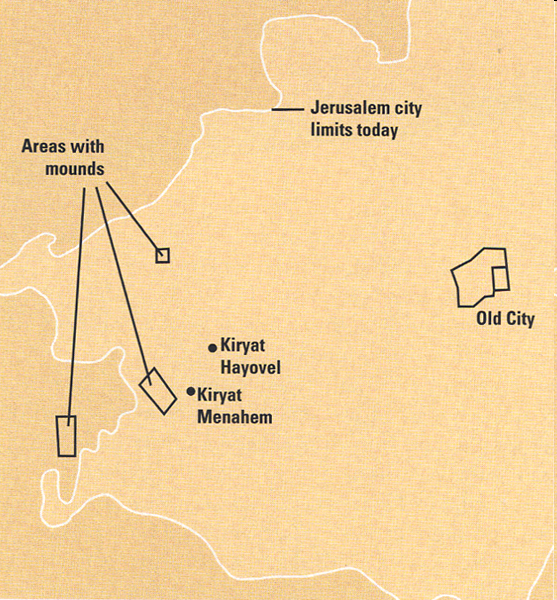 Jerusalem city
limits today
Areas with
mounds
Old City
Kiryat
Hayovel
Kiryat
Menahem